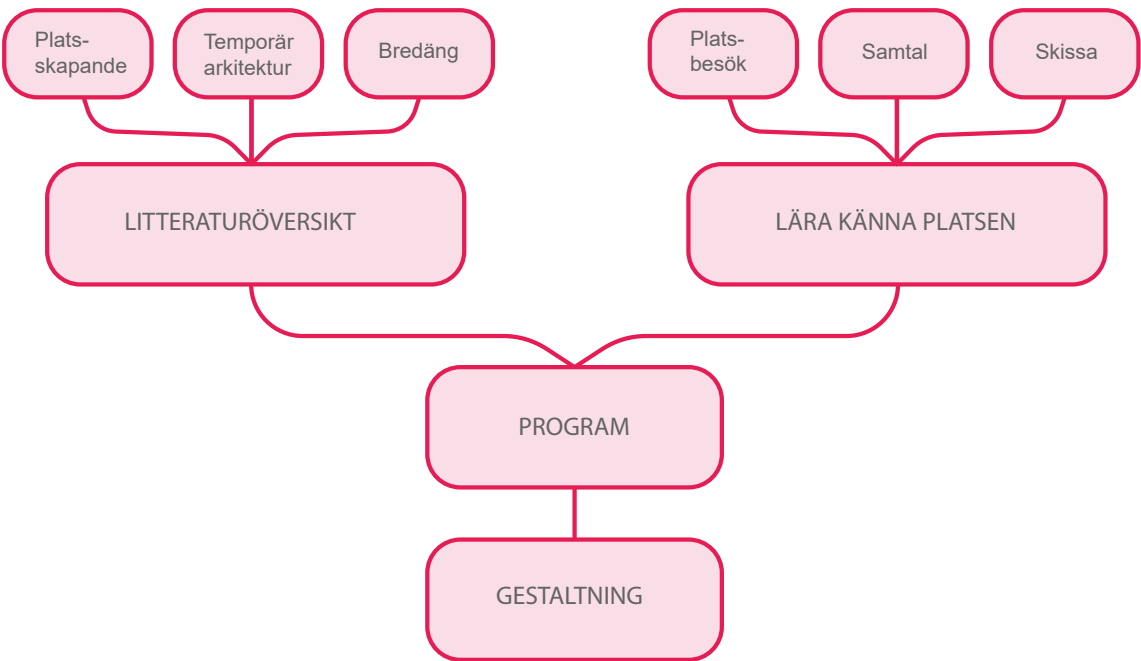 Plats-
skapande
Temporär
arkitektur
Bredäng
Plats-
besök
Samtal
Skissa
LITTERATURÖVERSIKT
LÄRA KÄNNA PLATSEN
PROGRAM
GESTALTNING